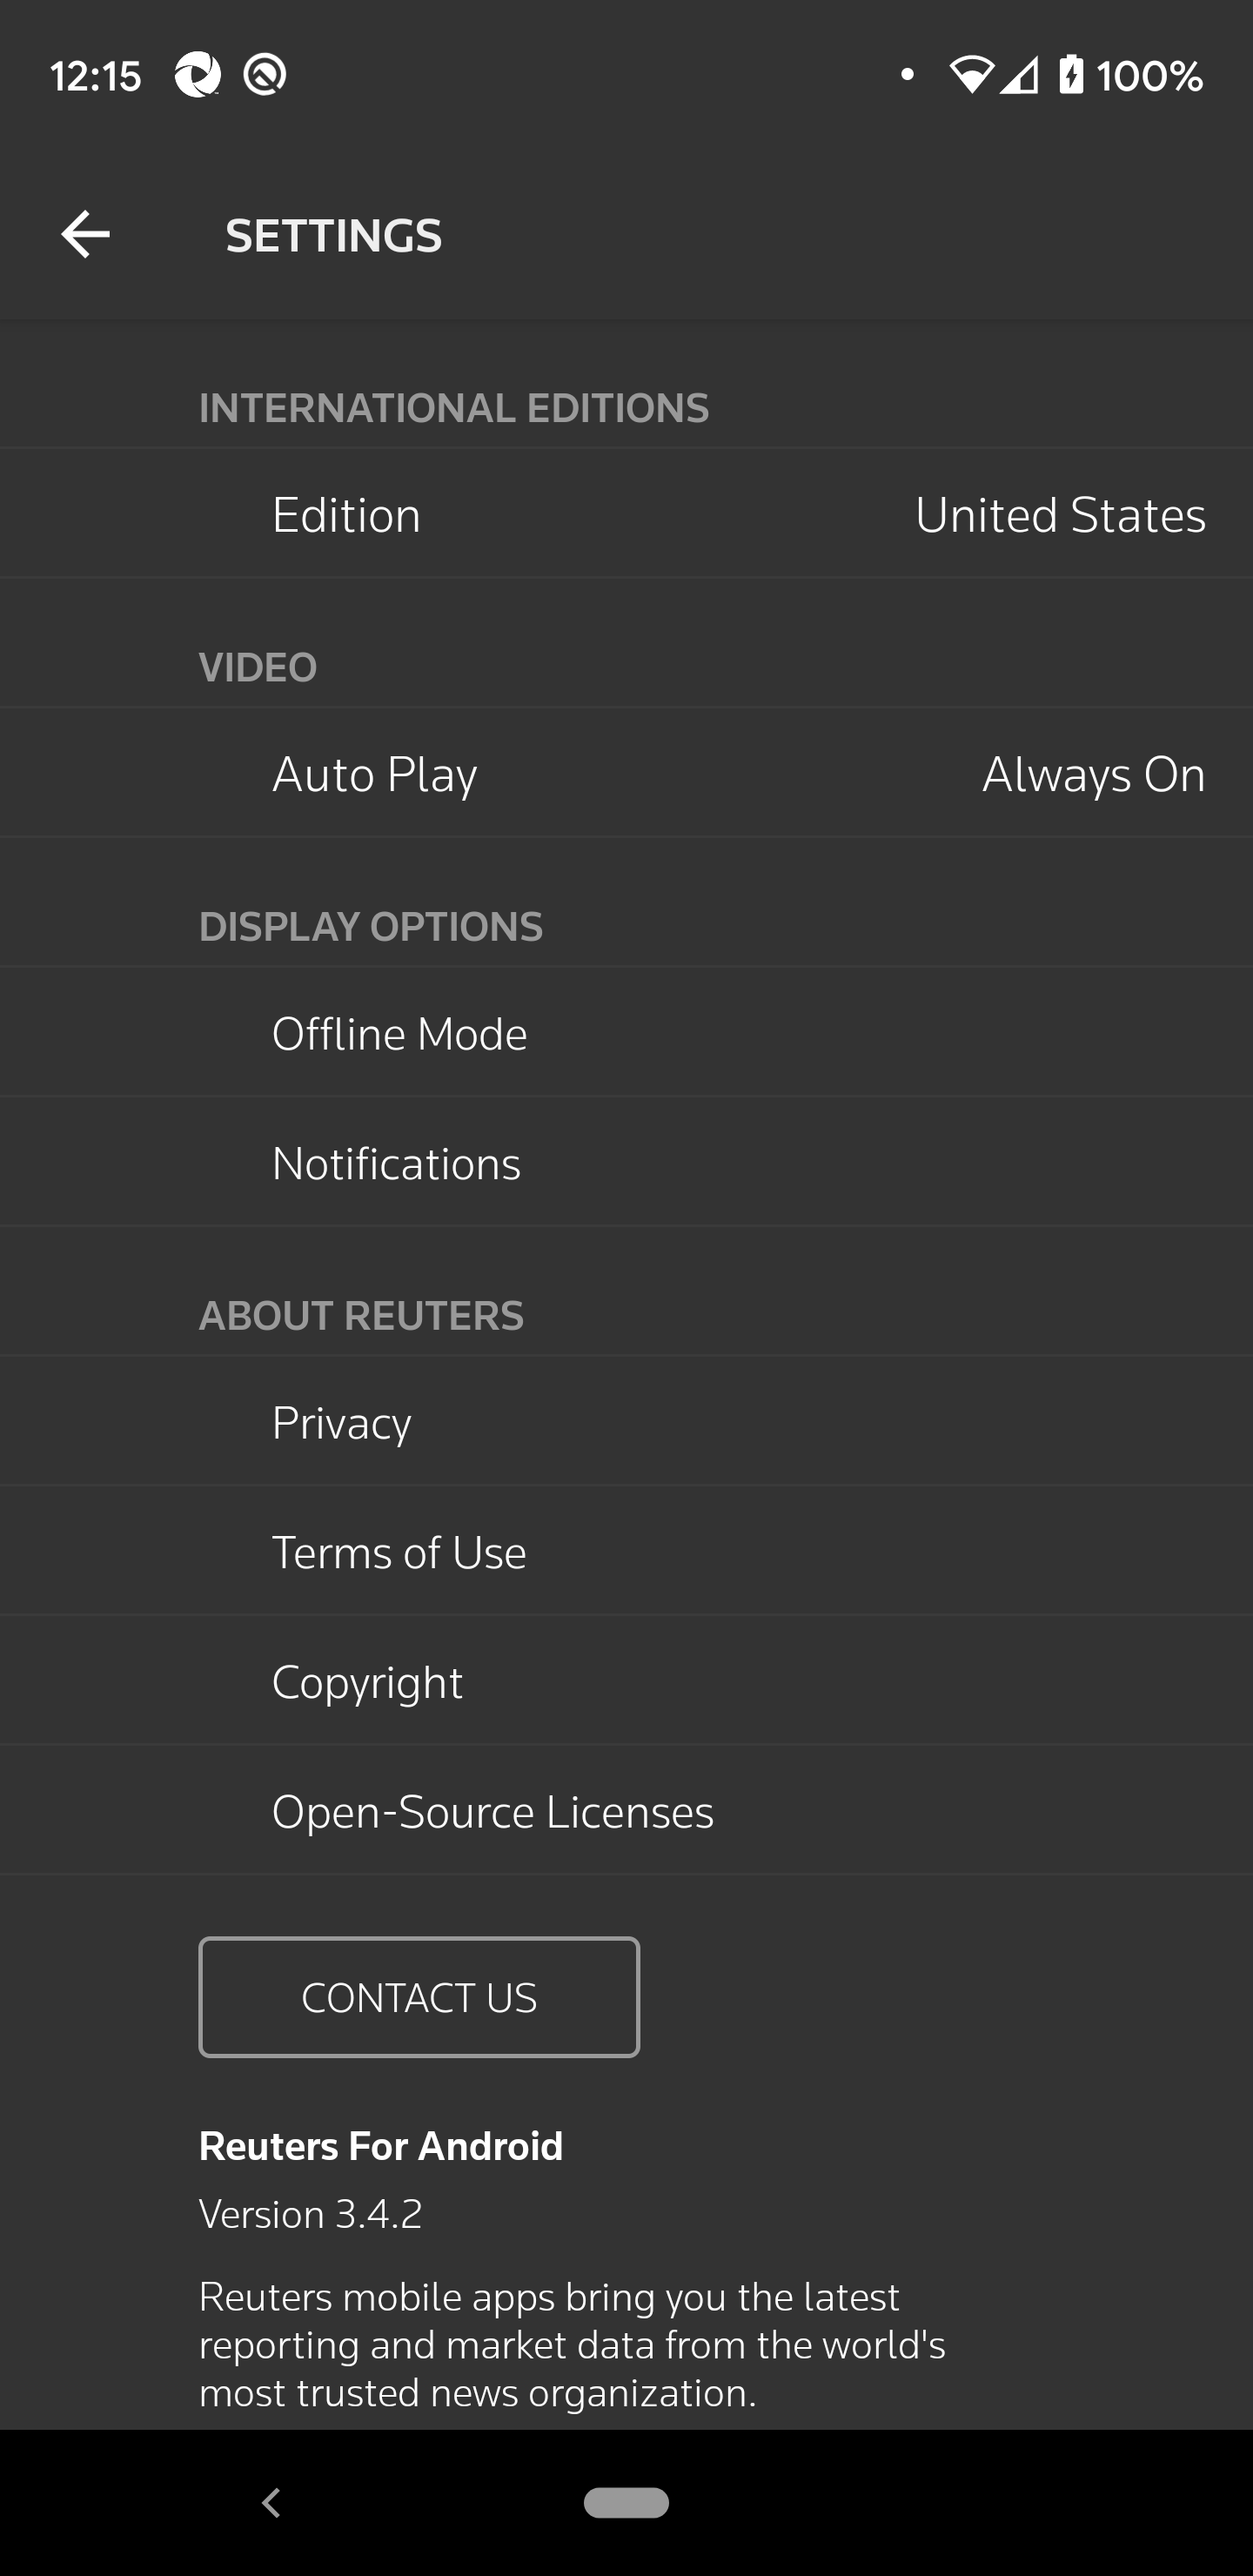 12:15
100%
SETTINGS
INTERNATIONAL EDITIONS
Edition United States
VIDEO
Auto Play Always On
DISPLAY OPTIONS
Offline Mode
Notifications
ABOUT REUTERS
Privacy
Terms of Use
Copyright
Open-Source Licenses
CONTACT US
Reuters For Android
Version 3.4.2
Reuters mobile apps bring you the latest
reporting and market data from the world's
most trusted news organization.